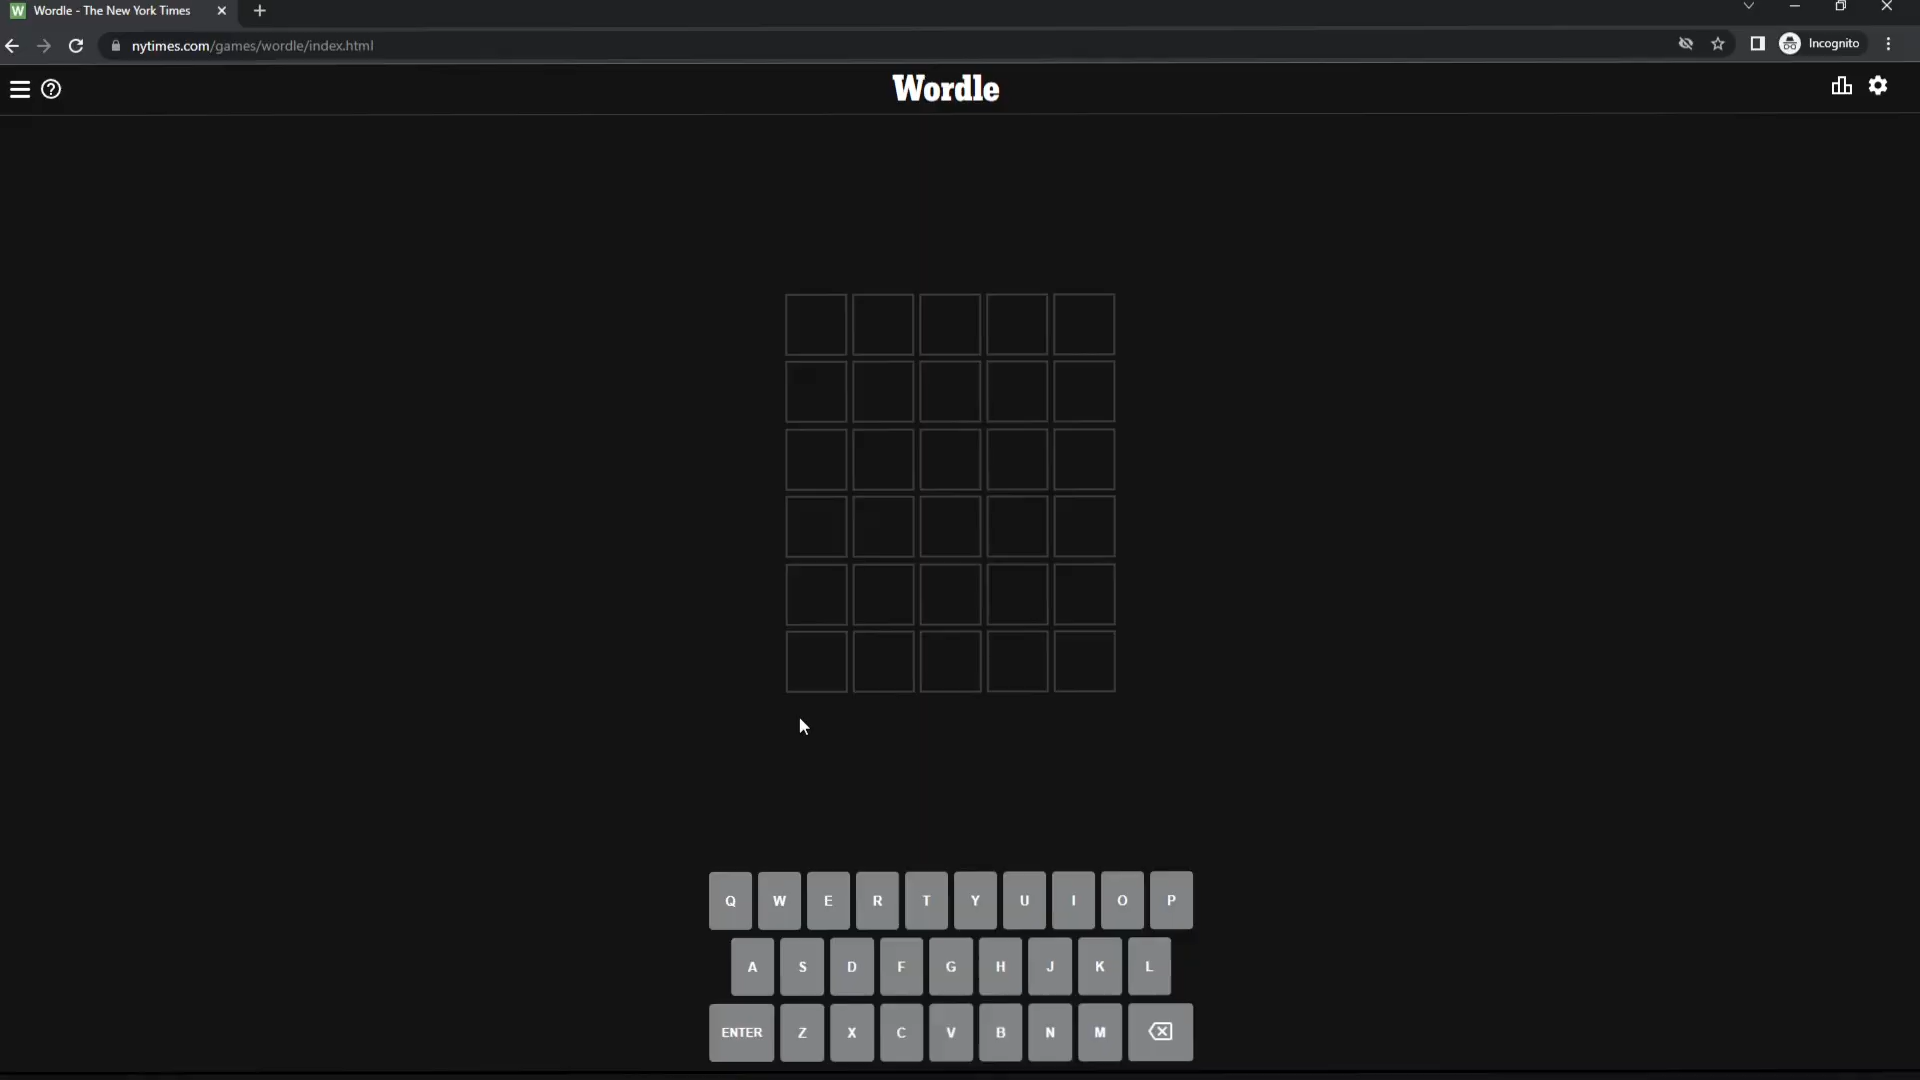 W Wordle - The New York Times
nytimes.com/games/wordle/index.html
Incognito
Wordle
Q W E R T Y U I O P
A S D F G H J K L
ENTER Z X C V B N M